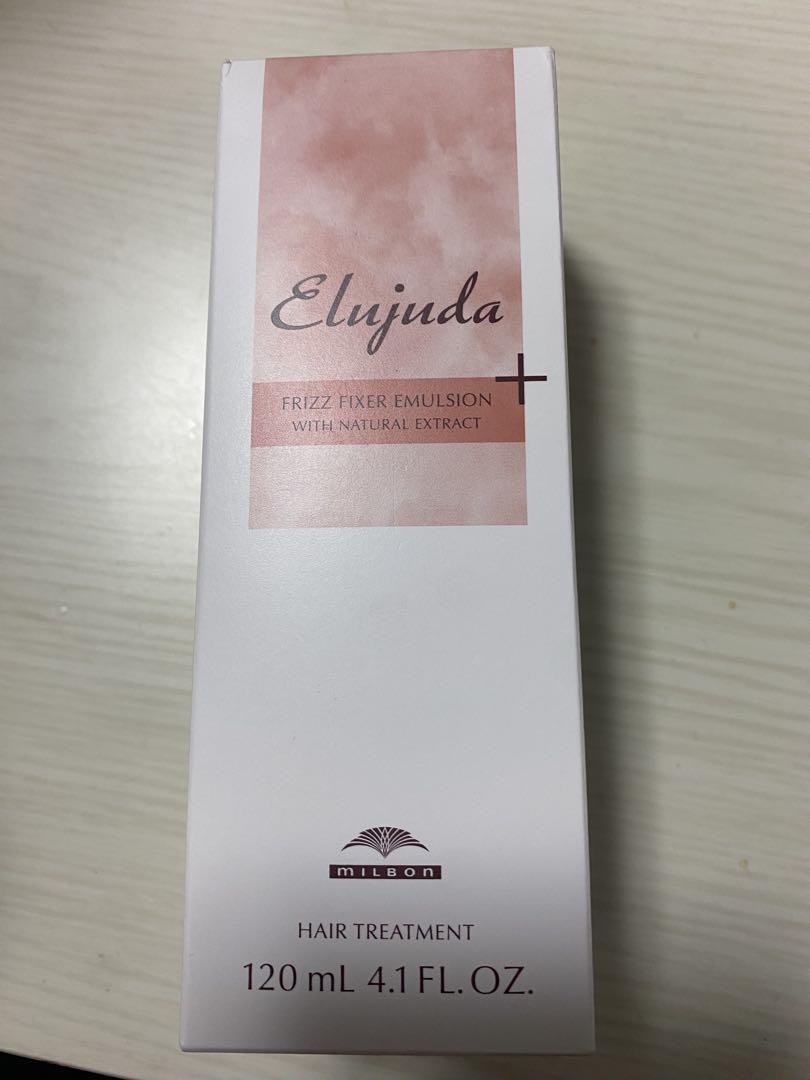 Elujuda
+
FRIZZ FIXER EMULSION
WITH NATURAL EXTRACT
MILBON
HAIR TREATMENT
120 mL 4.1 FL. OZ.